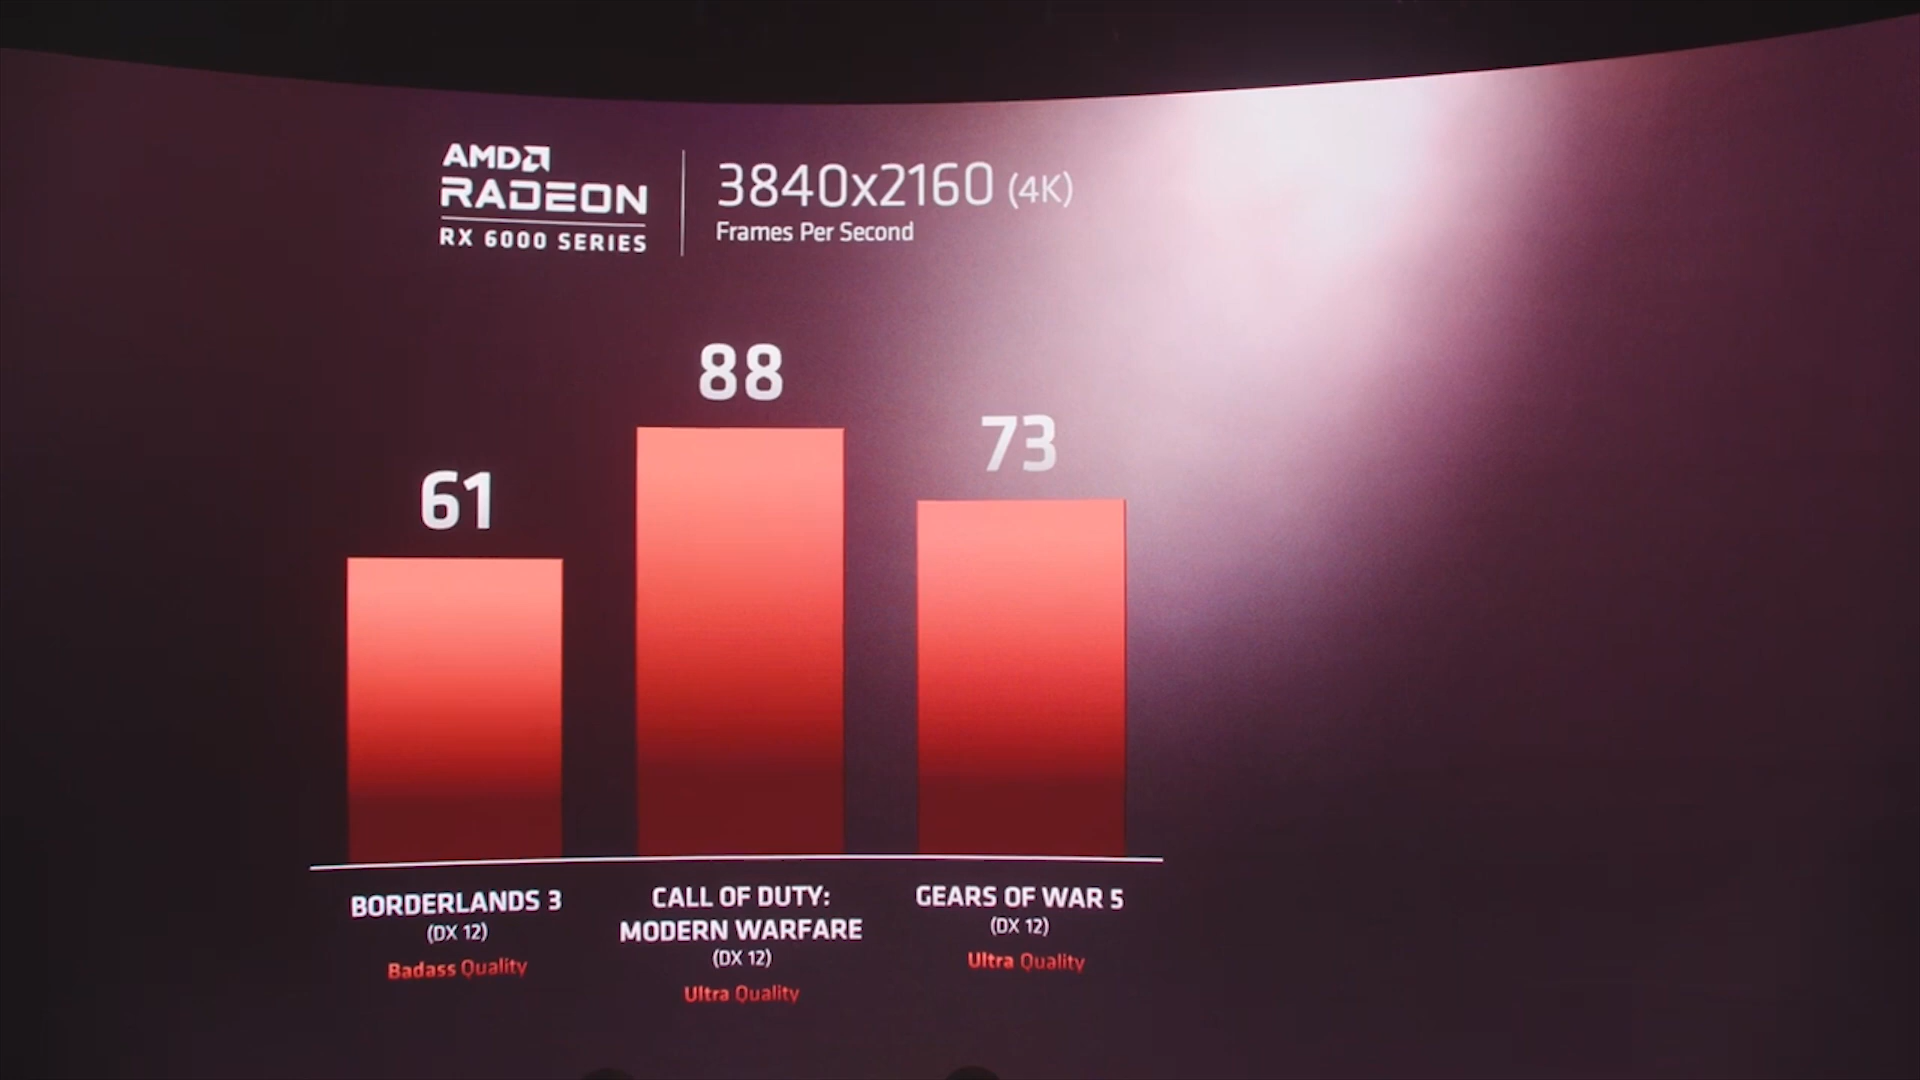 AMD
RADEON
RX 6000 SERIES
3840x2160 (4K)
Frames Per Second
61
88
73
BORDERLANDS 3
(DX 12)
Badass Quality
CALL OF DUTY:
MODERN WARFARE
(DX 12)
Ultra Quality
GEARS OF WAR 5
(DX 12)
Ultra Quality